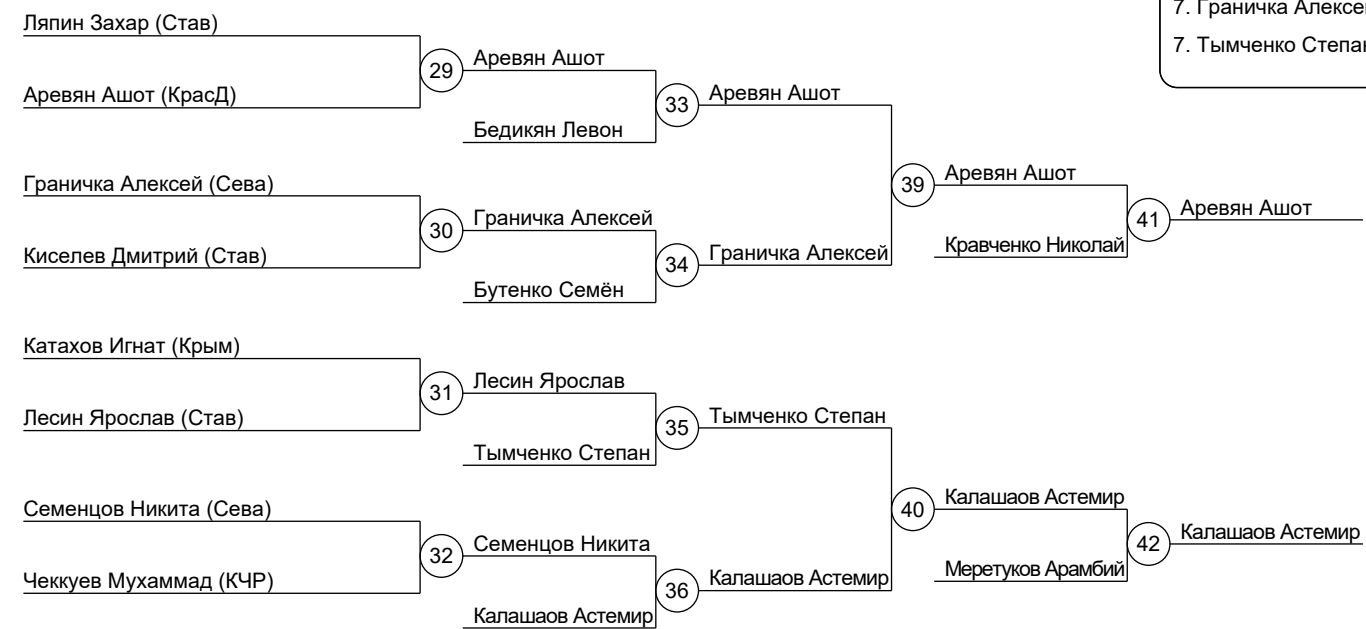 7. Граничка Алексей
7. Тымченко Степан
Ляпин Захар (Став)
29
Аревян Ашот
Аревян Ашот (КрасД)
33
Аревян Ашот
Бедикян Левон
Граничка Алексей (Сева)
39
Аревян Ашот
30
Граничка Алексей
41
Аревян Ашот
Киселев Дмитрий (Став)
34
Граничка Алексей
Кравченко Николай
Бутенко Семён
Катахов Игнат (Крым)
31
Лесин Ярослав
Лесин Ярослав (Став)
35
Тымченко Степан
Тымченко Степан
Семенцов Никита (Сева)
40
Калашаов Астемир
32
Семенцов Никита
42
Калашаов Астемир
Чеккуев Мухаммад (КЧР)
36
Калашаов Астемир
Меретуков Арамбий
Калашаов Астемир